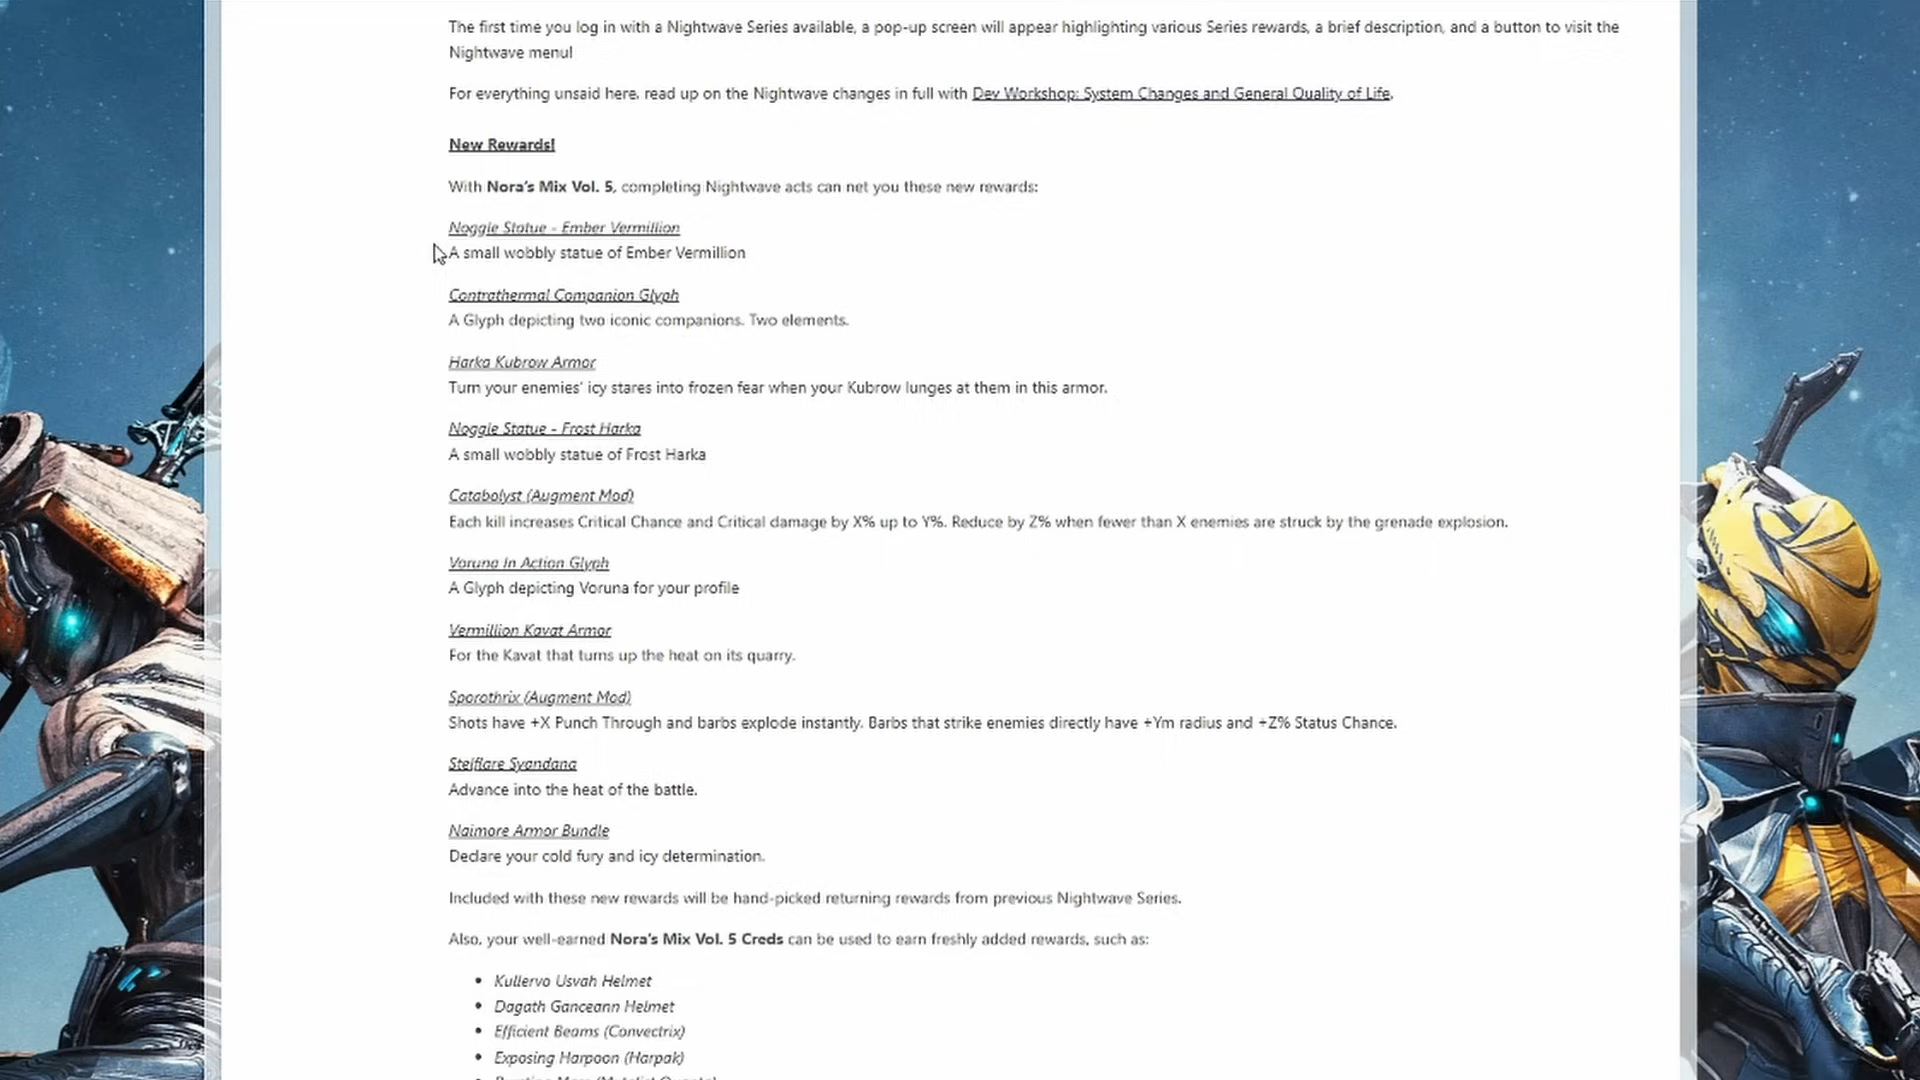 The first time you log in with a Nightwave Series available, a pop-up screen will appear highlighting various Series rewards, a brief description, and a button to visit the
Nightwave menu!
For everything unsaid here, read up on the Nightwave changes in full with Dev Workshop: System Changes and General Quality of Life.
New Rewards!
With Nora's Mix Vol. 5, completing Nightwave acts can net you these new rewards:
Noggle Statue - Ember Vermillion
A small wobbly statue of Ember Vermillion
Contrathermal Companion Glyph
A Glyph depicting two iconic companions. Two elements.
Harka Kubrow Armor
Turn your enemies' icy stares into frozen fear when your Kubrow lunges at them in this armor.
Noggle Statue - Frost Harka
A small wobbly statue of Frost Harka
Catabolyst (Augment Mod)
Each kill increases Critical Chance and Critical damage by X% up to Y%. Reduce by Z% when fewer than X enemies are struck by the grenade explosion.
Voruna In Action Glyph
A Glyph depicting Voruna for your profile
Vermillion Kavat Armor
For the Kavat that turns up the heat on its quarry.
Sporothrix (Augment Mod)
Shots have +X Punch Through and barbs explode instantly. Barbs that strike enemies directly have +Ym radius and +Z% Status Chance.
Stelflare Syandana
Advance into the heat of the battle.
Naimore Armor Bundle
Declare your cold fury and icy determination.
Included with these new rewards will be hand-picked returning rewards from previous Nightwave Series.
Also, your well-earned Nora's Mix Vol. 5 Creds can be used to earn freshly added rewards, such as:
• Kullervo Usvah Helmet
• Dagath Ganceann Helmet
• Efficient Beams (Convectrix)
• Exposing Harpoon (Harpak)